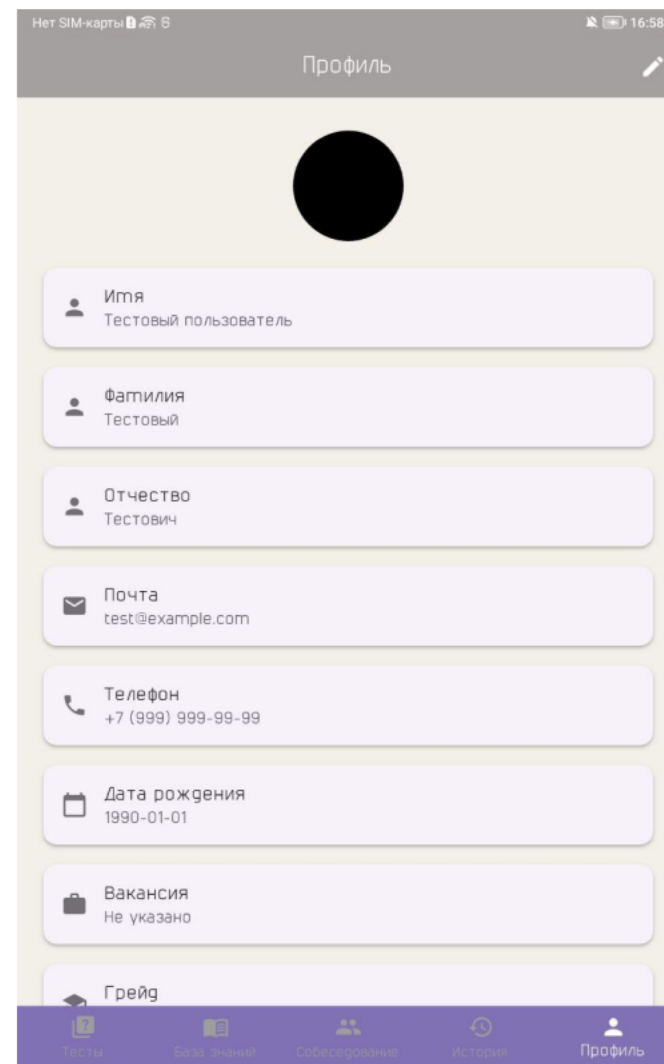 Нет SIM-карты 16:58
Профиль
Имя
Тестовый пользователь
Фамилия
Тестовый
Отчество
Тестович
Почта
test@example.com
Телефон
+7 (999) 999-99-99
Дата рождения
1990-01-01
Вакансия
Не указано
Грейд
Тесты База знаний Собеседование История Профиль